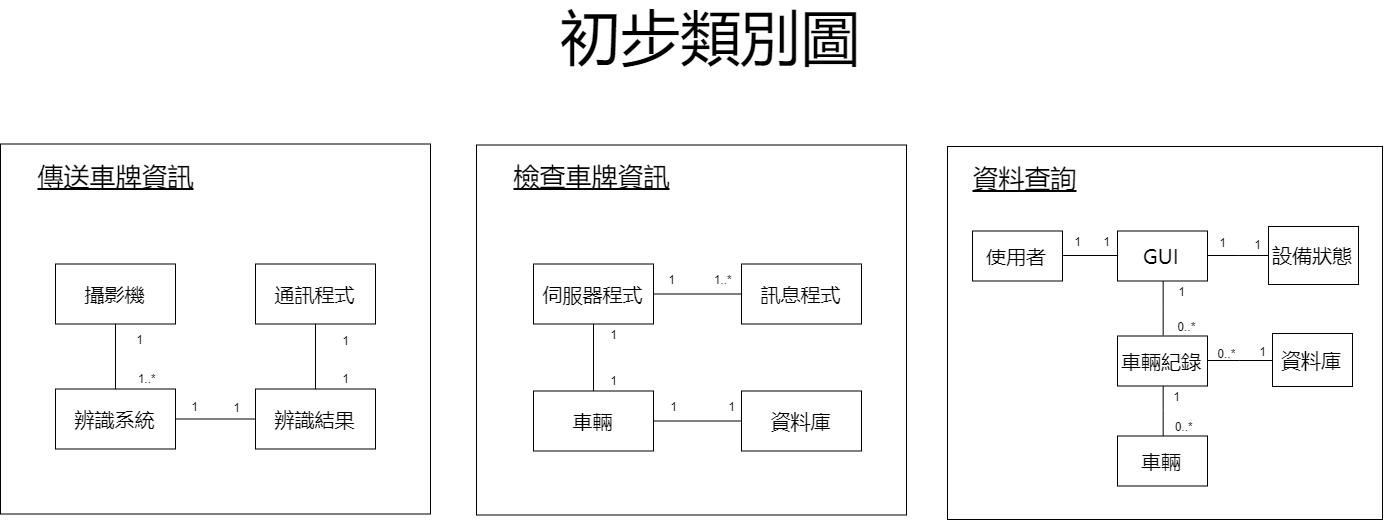 初步類別圖
傳送車牌資訊
攝影機
通訊程式
1
1
1..*
1
辨識系統
1
1
辨識結果
檢查車牌資訊
伺服器程式
1
1..*
訊息程式
1
1
車輛
1
1
資料庫
資料查詢
使用者
1
1
GUI
1
1
設備狀態
1
0..*
車輛紀錄
0..*
1
資料庫
1
0..*
車輛